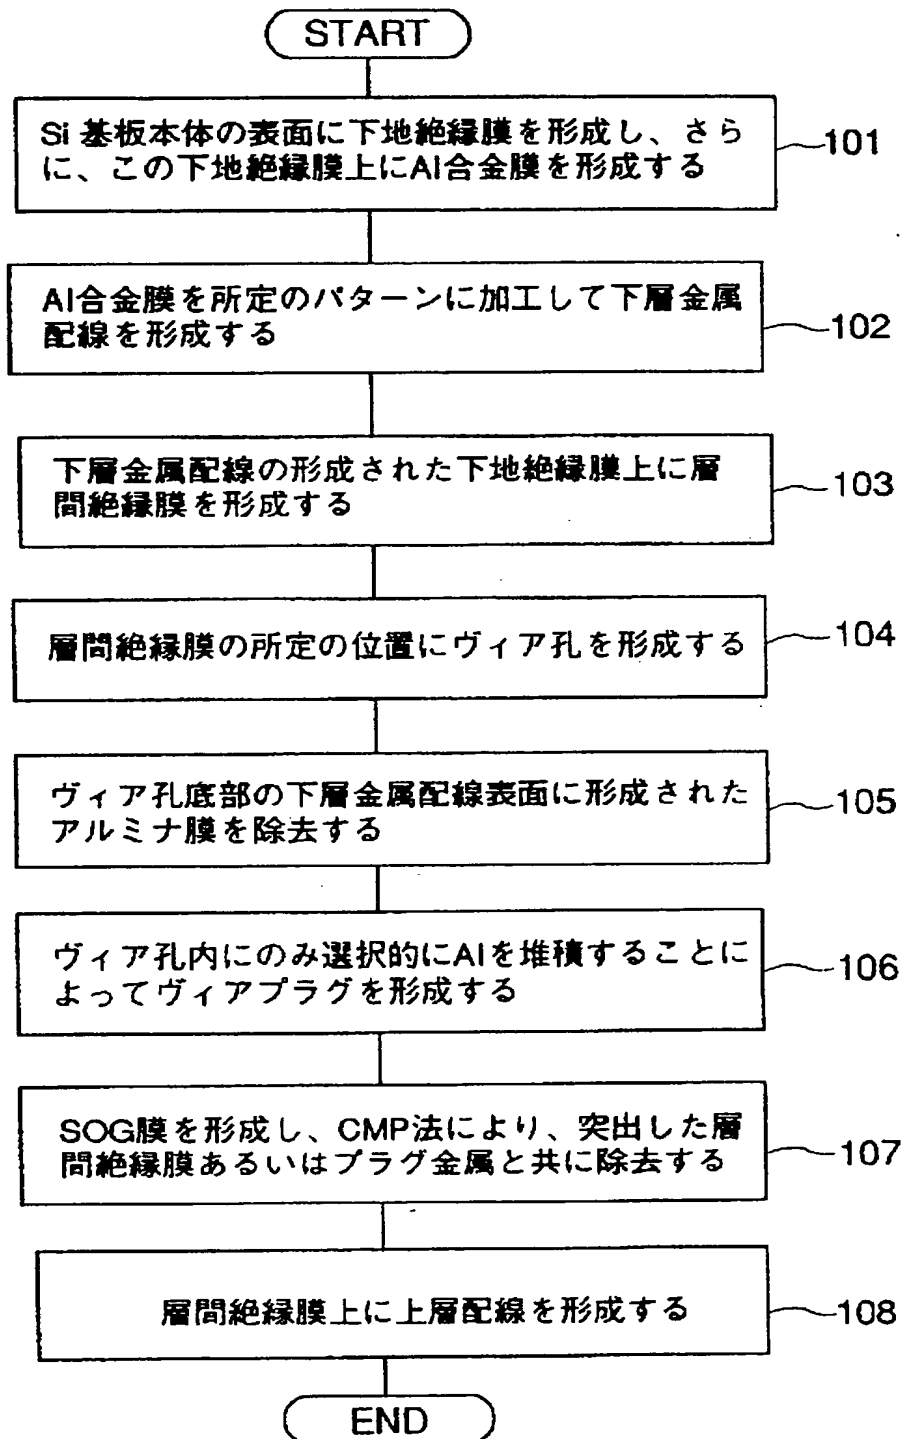 START
Si 基板本体の表面に下地絶縁膜を形成し、さら
に、この下地絶縁膜上にAl合金膜を形成する
101
Al合金膜を所定のパターンに加工して下層金属
配線を形成する
102
下層金属配線の形成された下地絶縁膜上に層
間絶縁膜を形成する
103
層間絶縁膜の所定の位置にヴィア孔を形成する
104
ヴィア孔底部の下層金属配線表面に形成された
アルミナ膜を除去する
105
ヴィア孔内にのみ選択的にAlを堆積することに
よってヴィアプラグを形成する
106
SOG膜を形成し、CMP法により、突出した層
間絶縁膜あるいはプラグ金属と共に除去する
107
層間絶縁膜上に上層配線を形成する
108
END